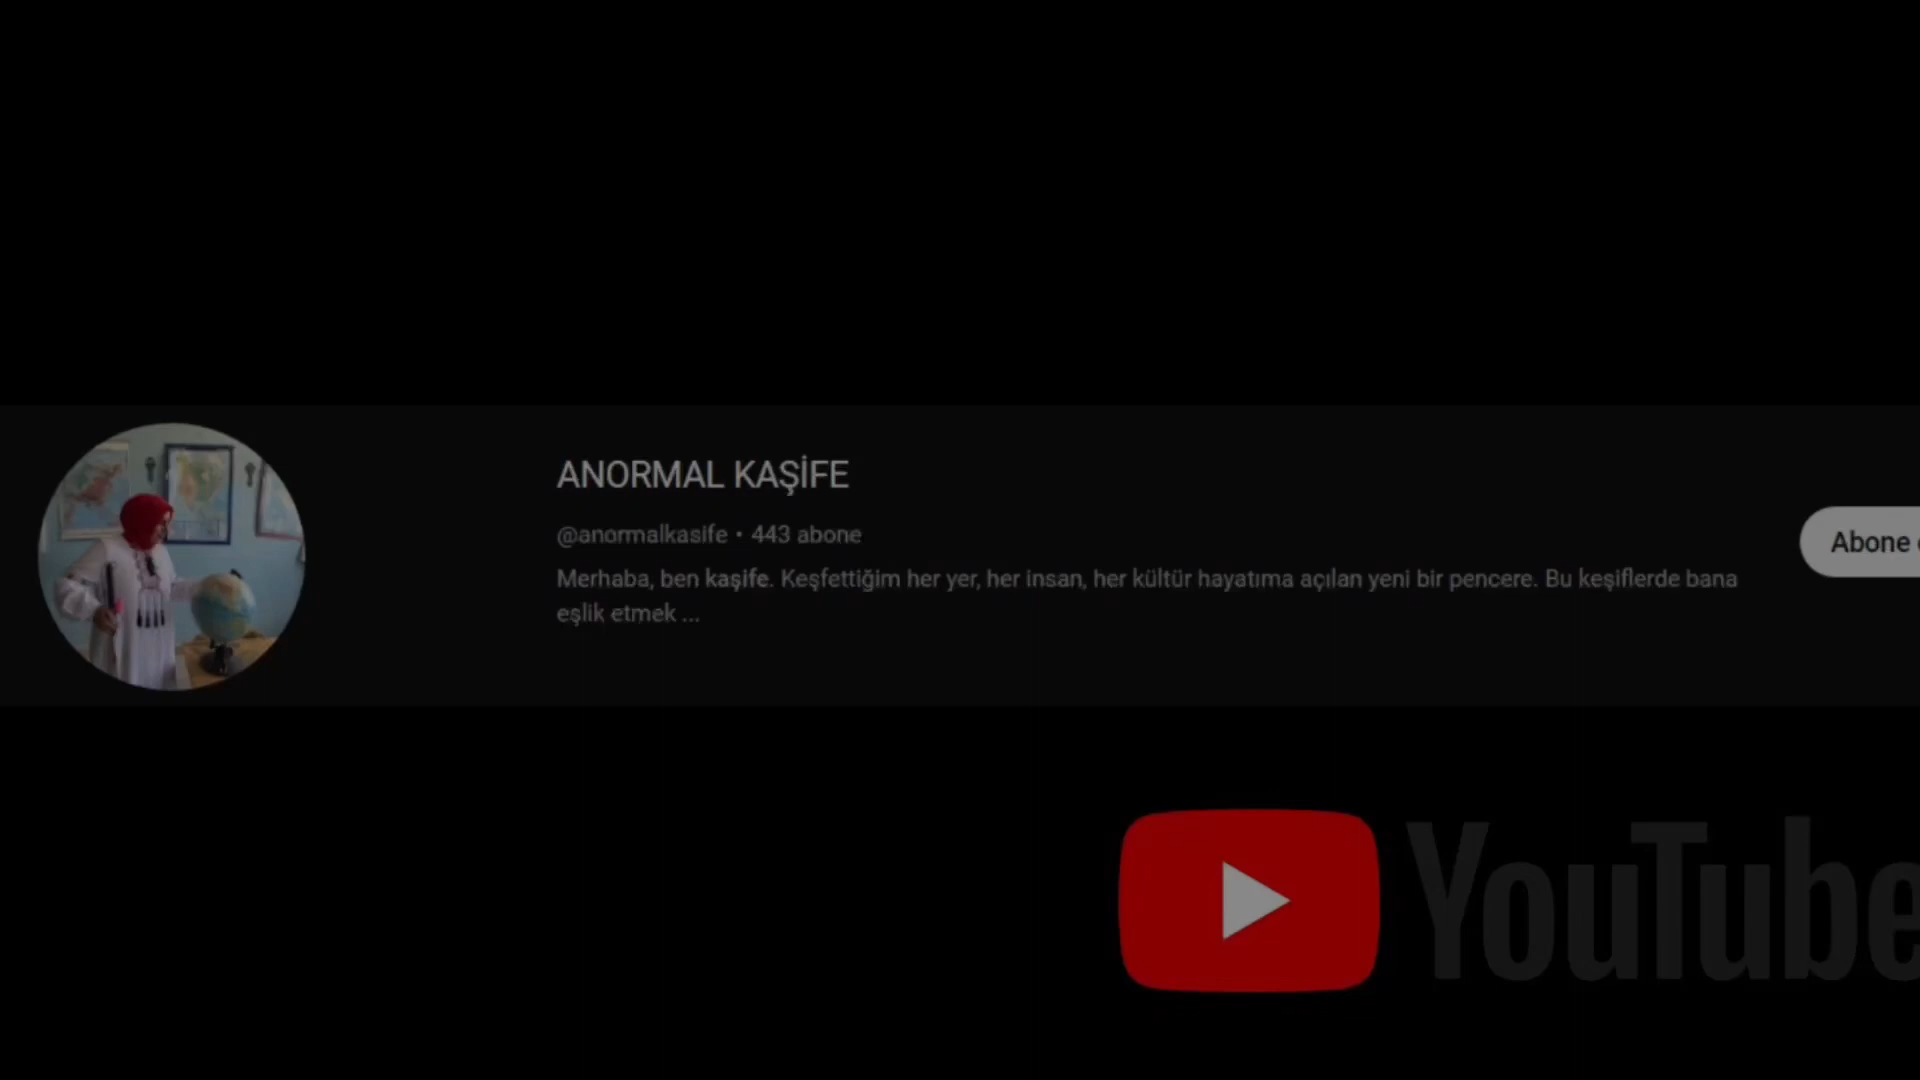 ANORMAL KAŞİFE
@anormalkasife • 443 abone
Abone
Merhaba, ben kaşife. Keşfettiğim her yer, her insan, her kültür hayatıma açılan yeni bir pencere. Bu keşiflerde bana
eşlik etmek ...
YouTube